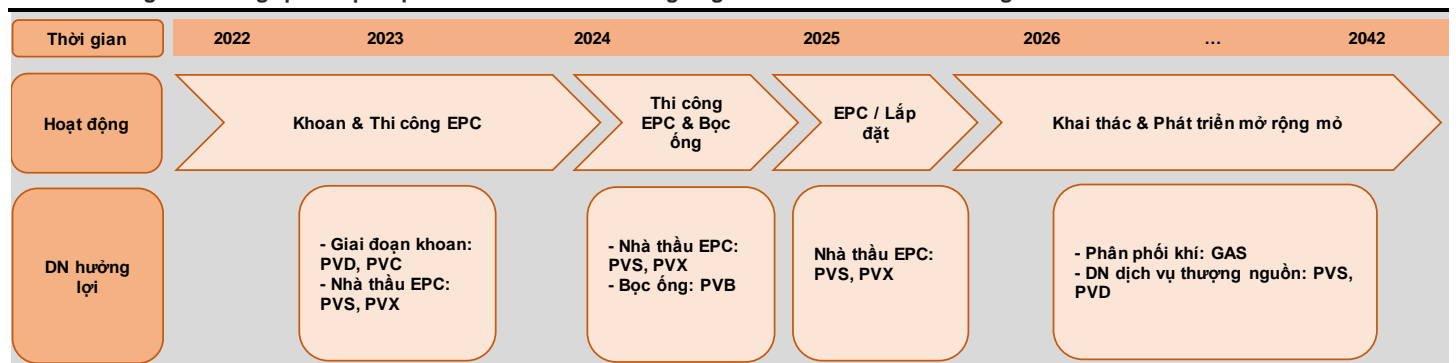 Thời gian 2022 2023 2024 2025 2026 ... 2042
Hoạt động
Khoan & Thi công EPC
Thi công
EPC & Bọc
ống
EPC / Lắp
đặt
Khai thác & Phát triển mở rộng mỏ
DN hưởng
lợi
- Giai đoạn khoan:
PVD, PVC
- Nhà thầu EPC:
PVS, PVX
- Nhà thầu EPC:
PVS, PVX
- Bọc ống: PVB
Nhà thầu EPC:
PVS, PVX
- Phân phối khí: GAS
- DN dịch vụ thượng nguồn: PVS,
PVD